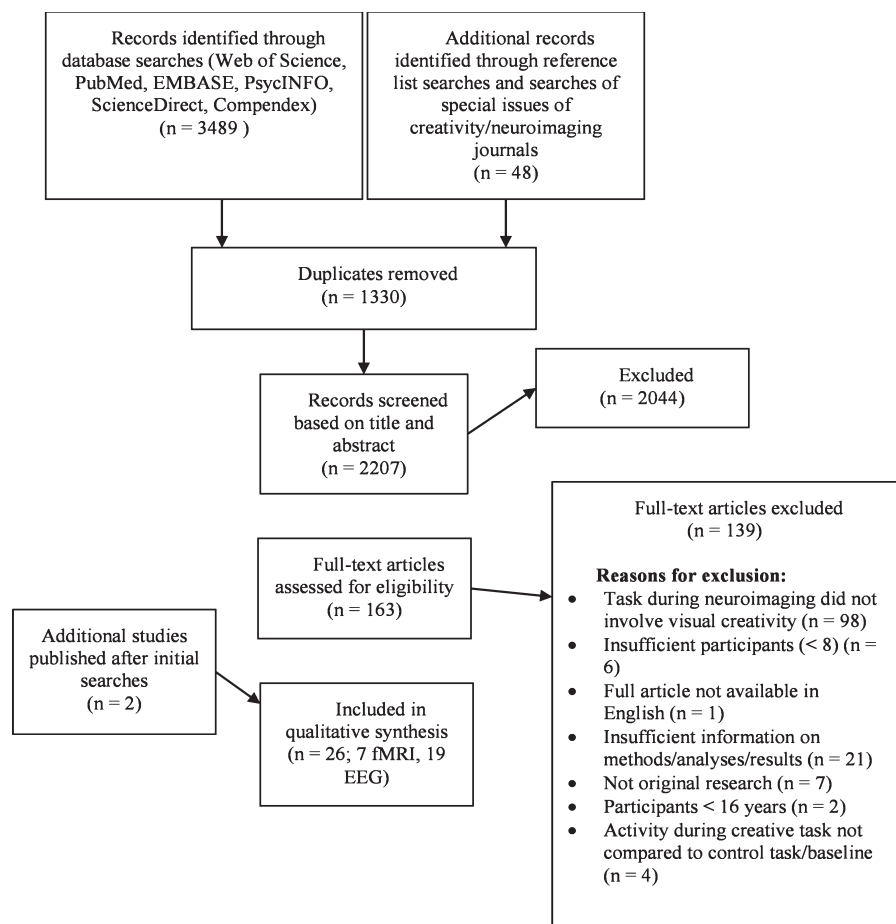 Records identified through
database searches (Web of Science,
PubMed, EMBASE, PsycINFO,
ScienceDirect, Compendex)
(n = 3489 )
Additional records
identified through reference
list searches and searches of
special issues of
creativity/neuroimaging
journals
(n = 48)
Duplicates removed
(n = 1330)
Records screened
based on title and
abstract
(n = 2207)
Excluded
(n = 2044)
Full-text articles
assessed for eligibility
(n = 163)
Full-text articles excluded
(n = 139)
Reasons for exclusion:
• Task during neuroimaging did not
involve visual creativity (n = 98)
• Insufficient participants (< 8) (n =
6)
• Full article not available in
English (n = 1)
• Insufficient information on
methods/analyses/results (n = 21)
• Not original research (n = 7)
• Participants < 16 years (n = 2)
• Activity during creative task not
compared to control task/baseline
(n = 4)
Additional studies
published after initial
searches
(n = 2)
Included in
qualitative synthesis
(n = 26; 7 fMRI, 19
EEG)